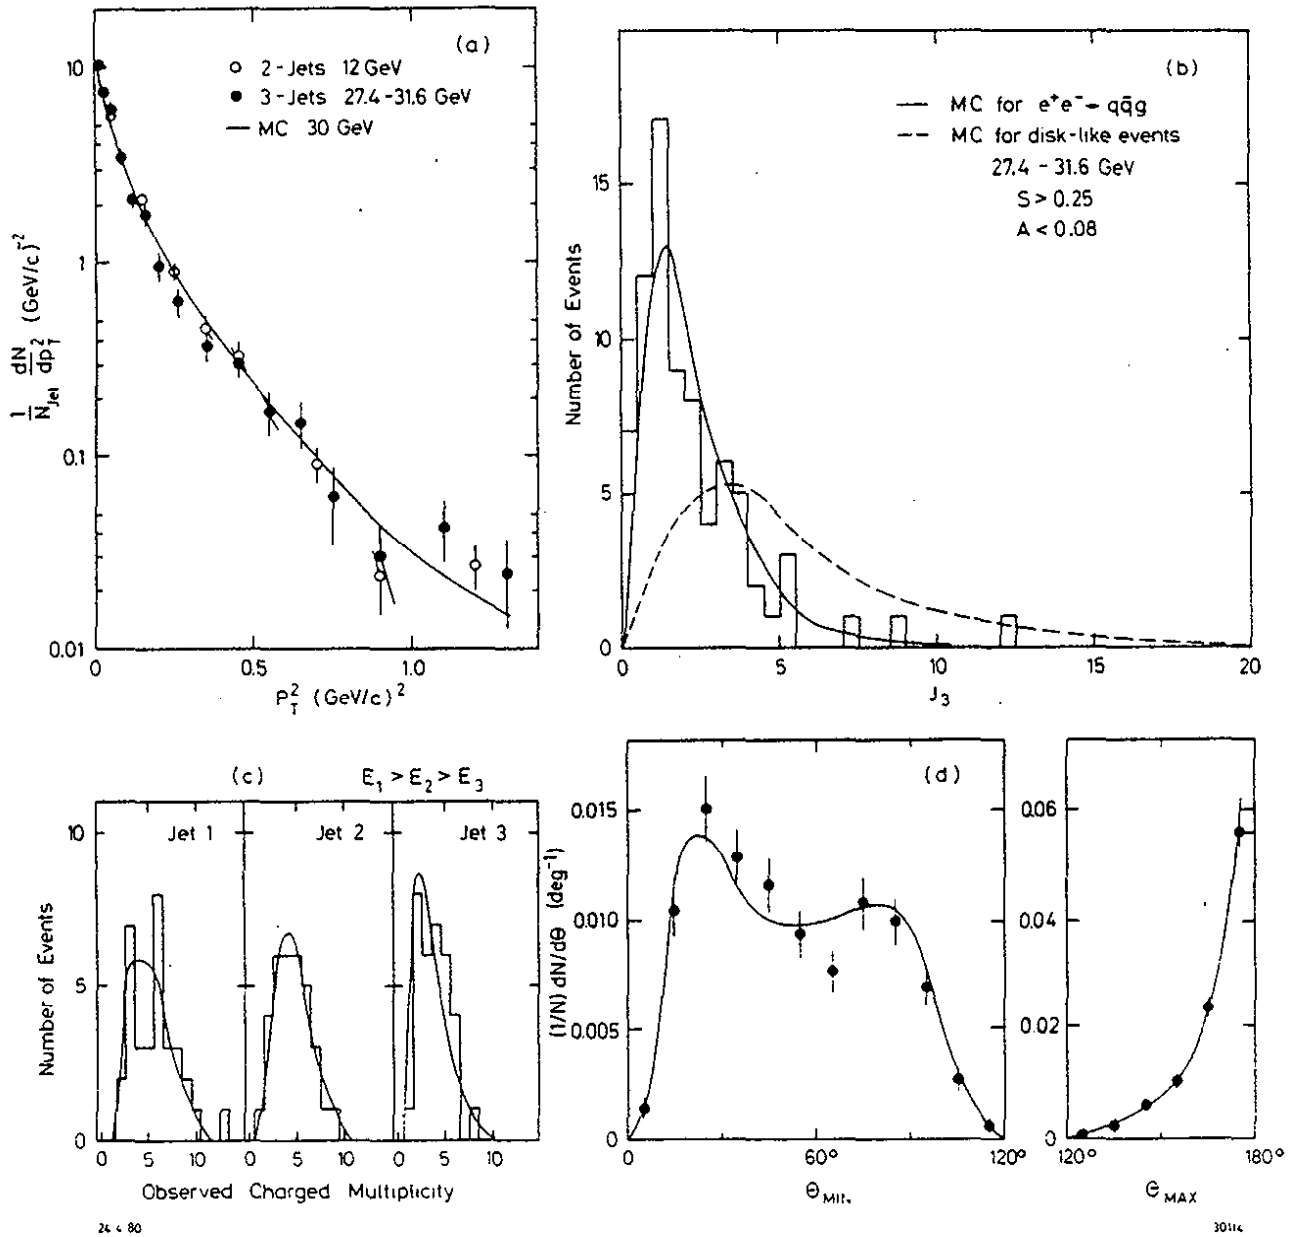 (a)
○ 2-Jets 12 GeV
● 3-Jets 27.4-31.6 GeV
— MC 30 GeV
10
1
0.1
0.01
0
0.5
1.0
1/N_Jet dN/dp_T^2 (GeV/c)^-2
P_T^2 (GeV/c)^2
(b)
— MC for e+e- → qq̄g
--- MC for disk-like events
27.4 - 31.6 GeV
S > 0.25
A < 0.08
Number of Events
15
10
5
0
0
5
10
15
20
J_3
(c)
E_1 > E_2 > E_3
Jet 1
Jet 2
Jet 3
Number of Events
10
5
0
0 5 10
0 5 10
0 5 10
Observed Charged Multiplicity
(d)
(1/N) dN/dθ (deg^-1)
0.015
0.010
0.005
0
0
60°
120°
θ_MIN.
0.06
0.04
0.02
0
120°
180°
θ_MAX
24 4 80
30114